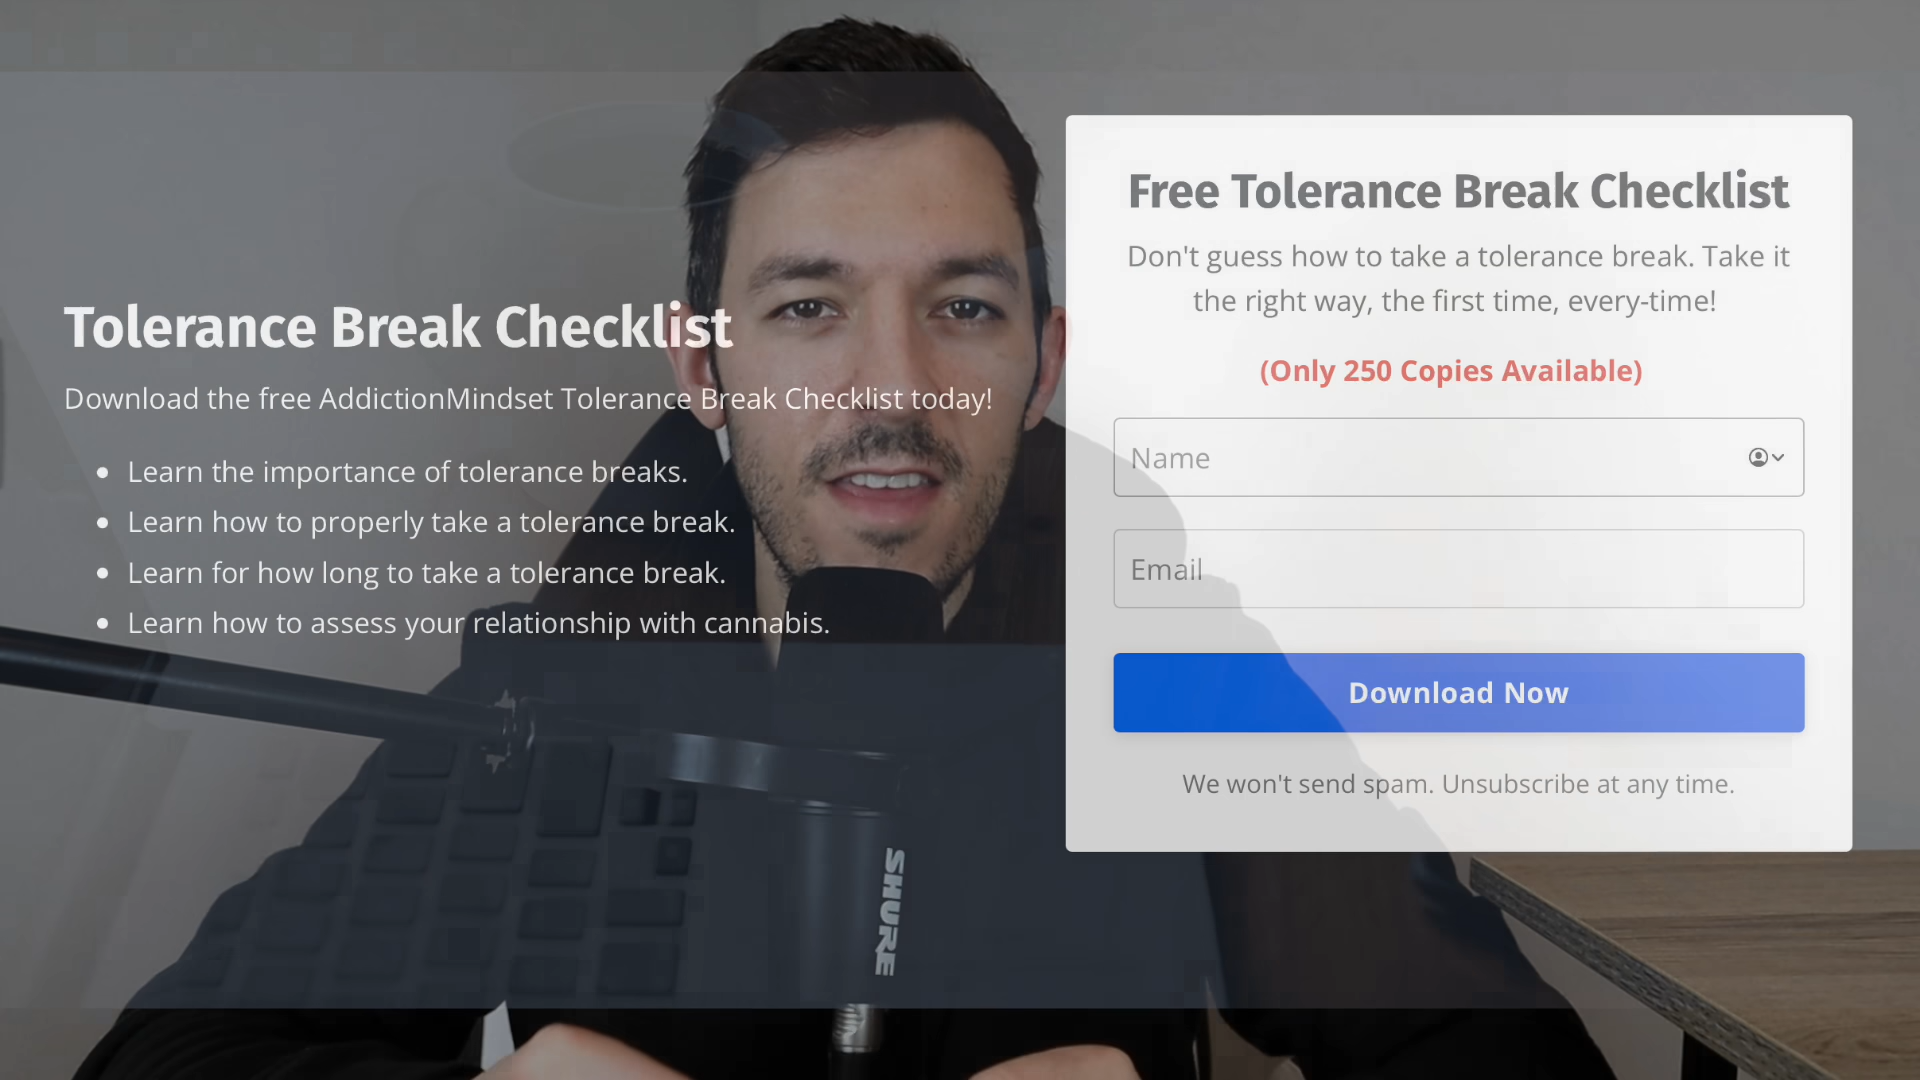 Tolerance Break Checklist
Download the free AddictionMindset Tolerance Break Checklist today!
Learn the importance of tolerance breaks.
Learn how to properly take a tolerance break.
Learn for how long to take a tolerance break.
Learn how to assess your relationship with cannabis.
Free Tolerance Break Checklist
Don't guess how to take a tolerance break. Take it
the right way, the first time, every-time!
(Only 250 Copies Available)
Name
Email
Download Now
We won't send spam. Unsubscribe at any time.
SHURE